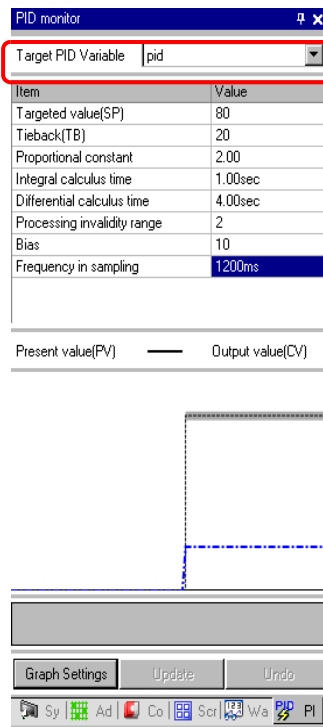 PID monitor
Target PID Variable pid
Item Value
Targeted value(SP) 80
Tieback(TB) 20
Proportional constant 2.00
Integral calculus time 1.00sec
Differential calculus time 4.00sec
Processing invalidity range 2
Bias 10
Frequency in sampling 1200ms
Present value(PV) Output value(CV)
Graph Settings Update Undo
Sy Ad Co Scr Wa PID PI